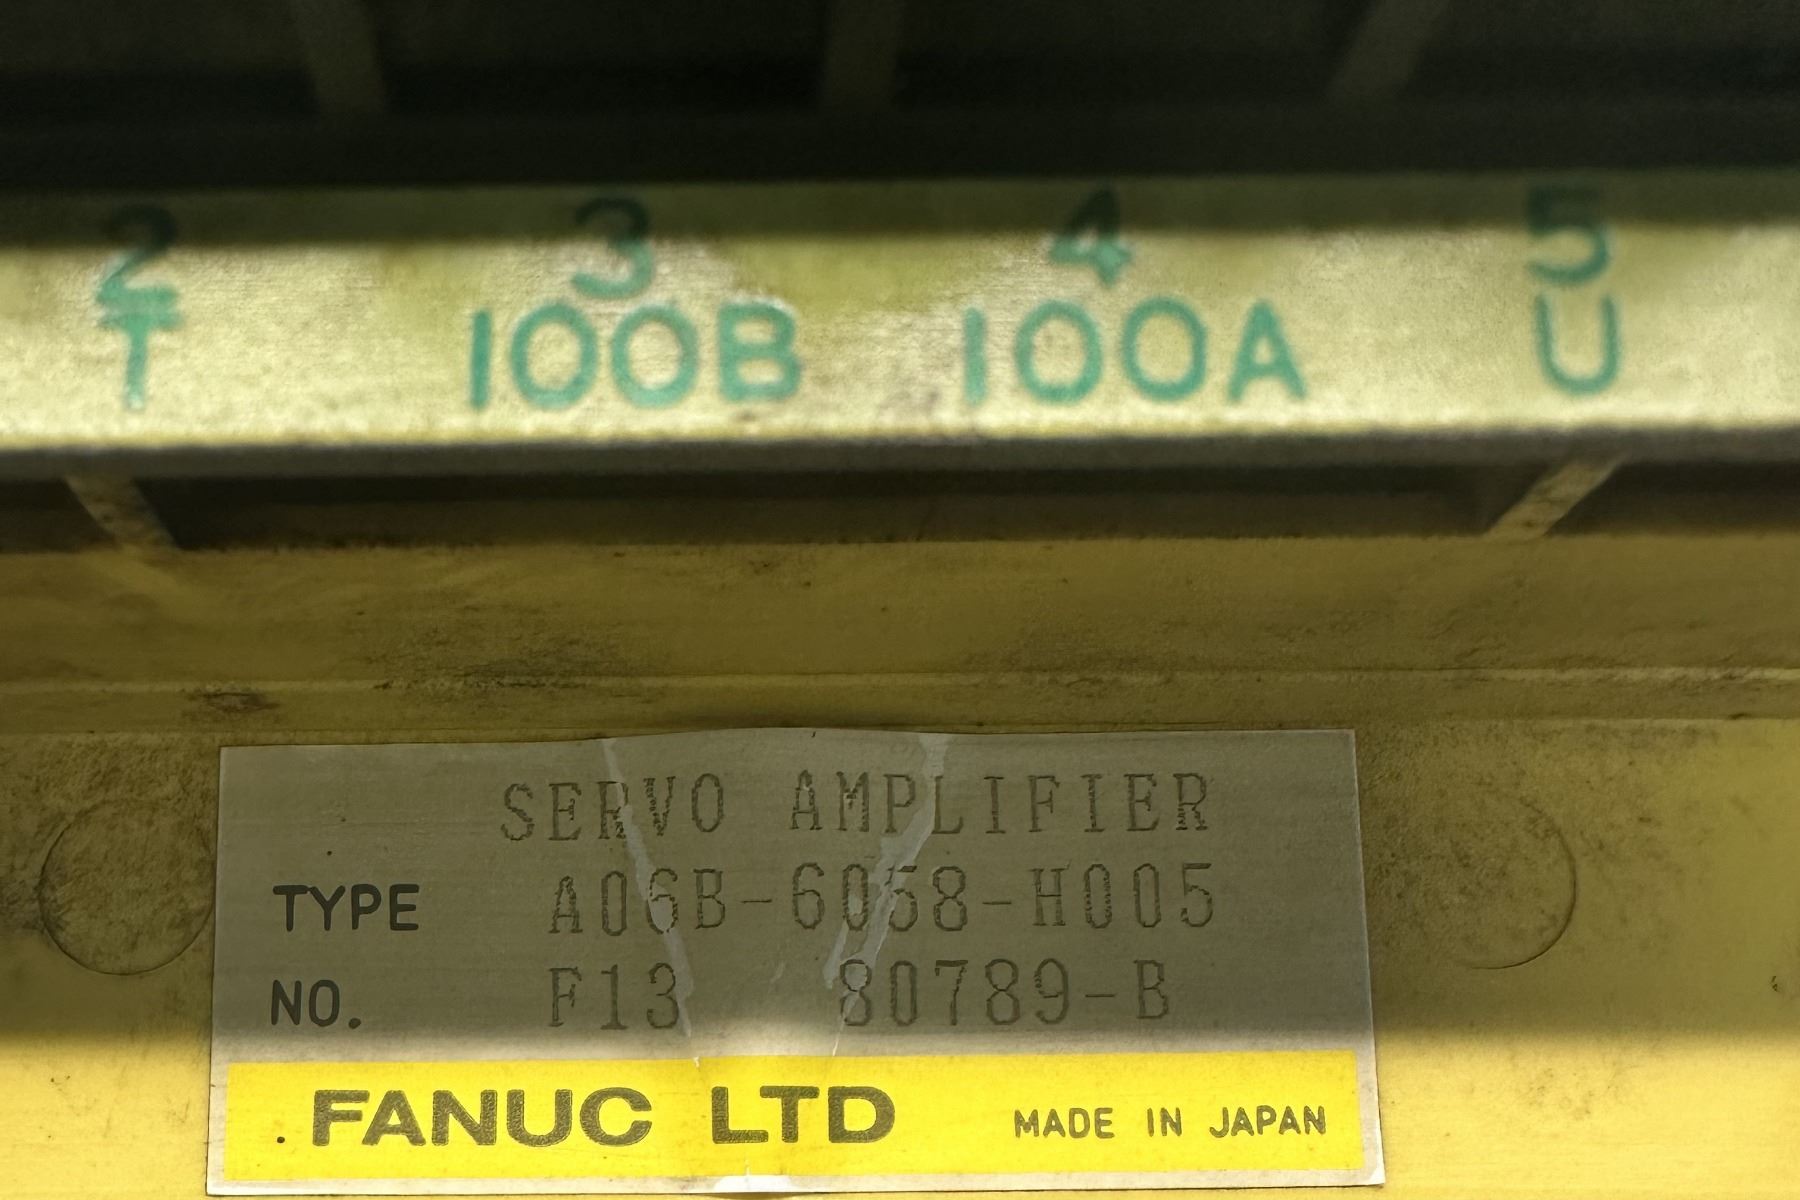 2 3 4 5
T 100B 100A U
SERVO AMPLIFIER
TYPE A06B-6058-H005
NO. F13 80789-B
FANUC LTD MADE IN JAPAN